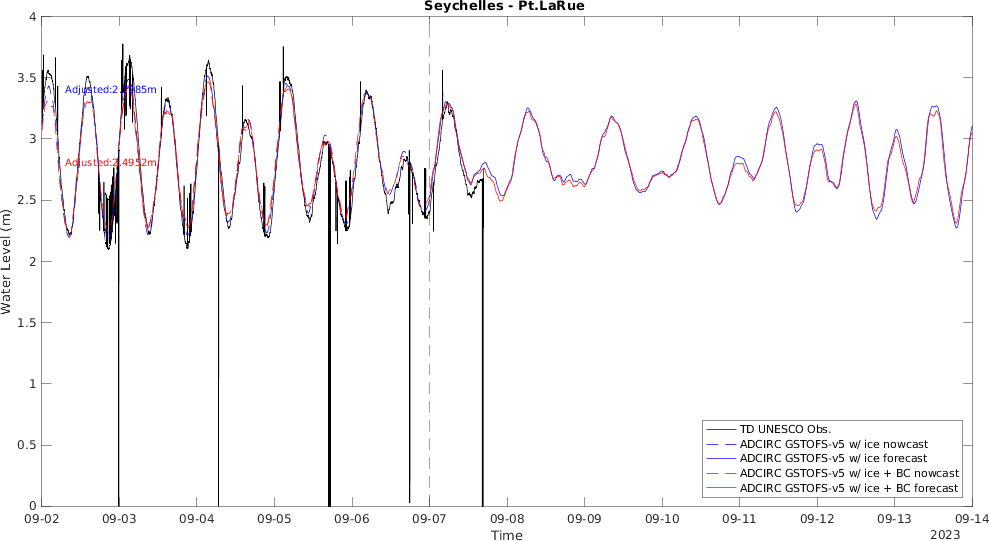 Seychelles - Pt.LaRue
4
3.5
3
2.5
2
1.5
1
0.5
0
Water Level (m)
Adjusted:2.4952m
09-02
09-03
09-04
09-05
09-06
09-07
09-08
09-09
09-10
09-11
09-12
09-13
09-14
Time
2023
TD UNESCO Obs.
ADCIRC GSTOFS-v5 w/ ice nowcast
ADCIRC GSTOFS-v5 w/ ice forecast
ADCIRC GSTOFS-v5 w/ ice + BC nowcast
ADCIRC GSTOFS-v5 w/ ice + BC forecast